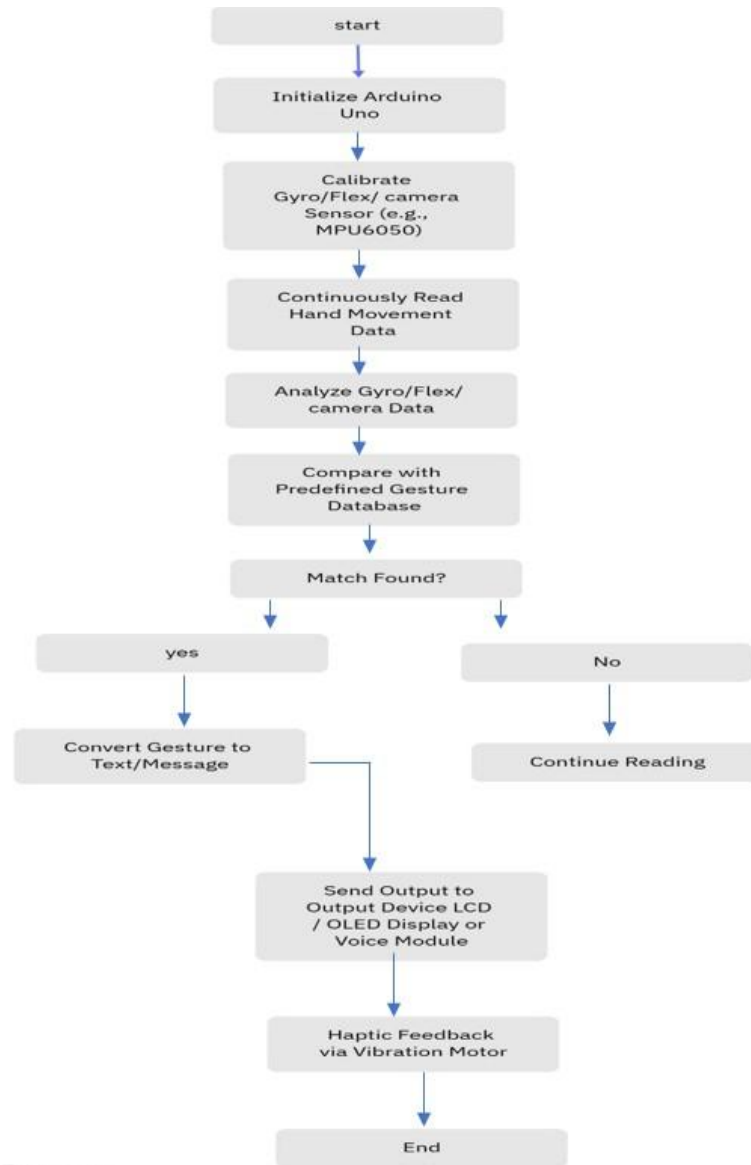 start
Initialize Arduino
Uno
Calibrate
Gyro/Flex/ camera
Sensor (e.g.,
MPU6050)
Continuously Read
Hand Movement
Data
Analyze Gyro/Flex/
camera Data
Compare with
Predefined Gesture
Database
Match Found?
yes
No
Convert Gesture to
Text/Message
Continue Reading
Send Output to
Output Device LCD
/ OLED Display or
Voice Module
Haptic Feedback
via Vibration Motor
End